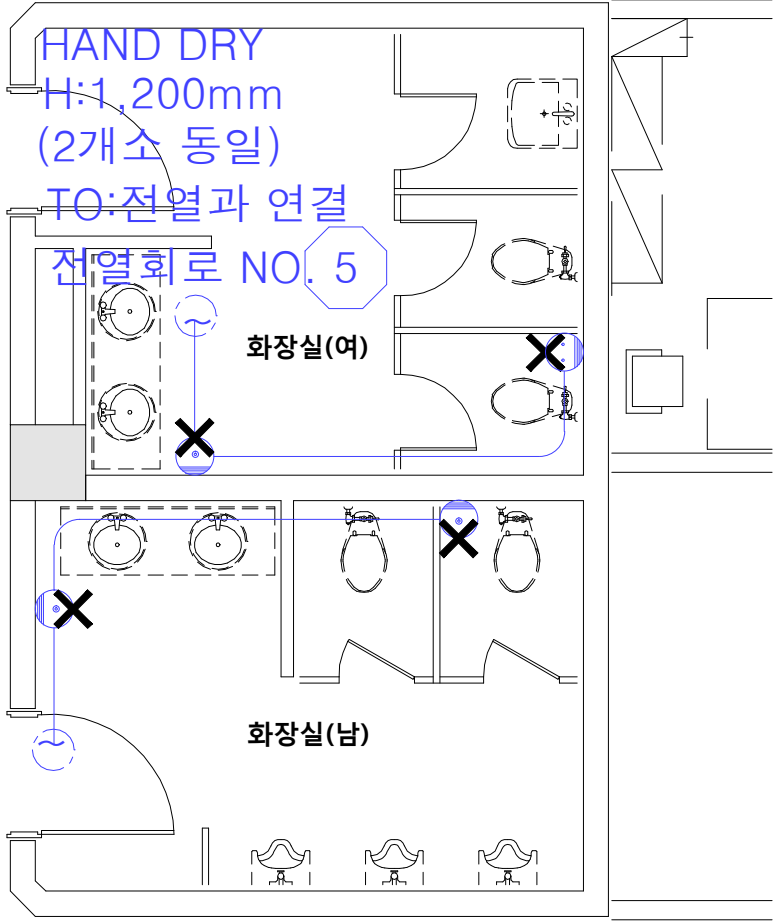 HAND DRY
H:1,200mm
(2개소 동일)
TO:전열과 연결
전열회로 NO. 5
화장실(여)
화장실(남)